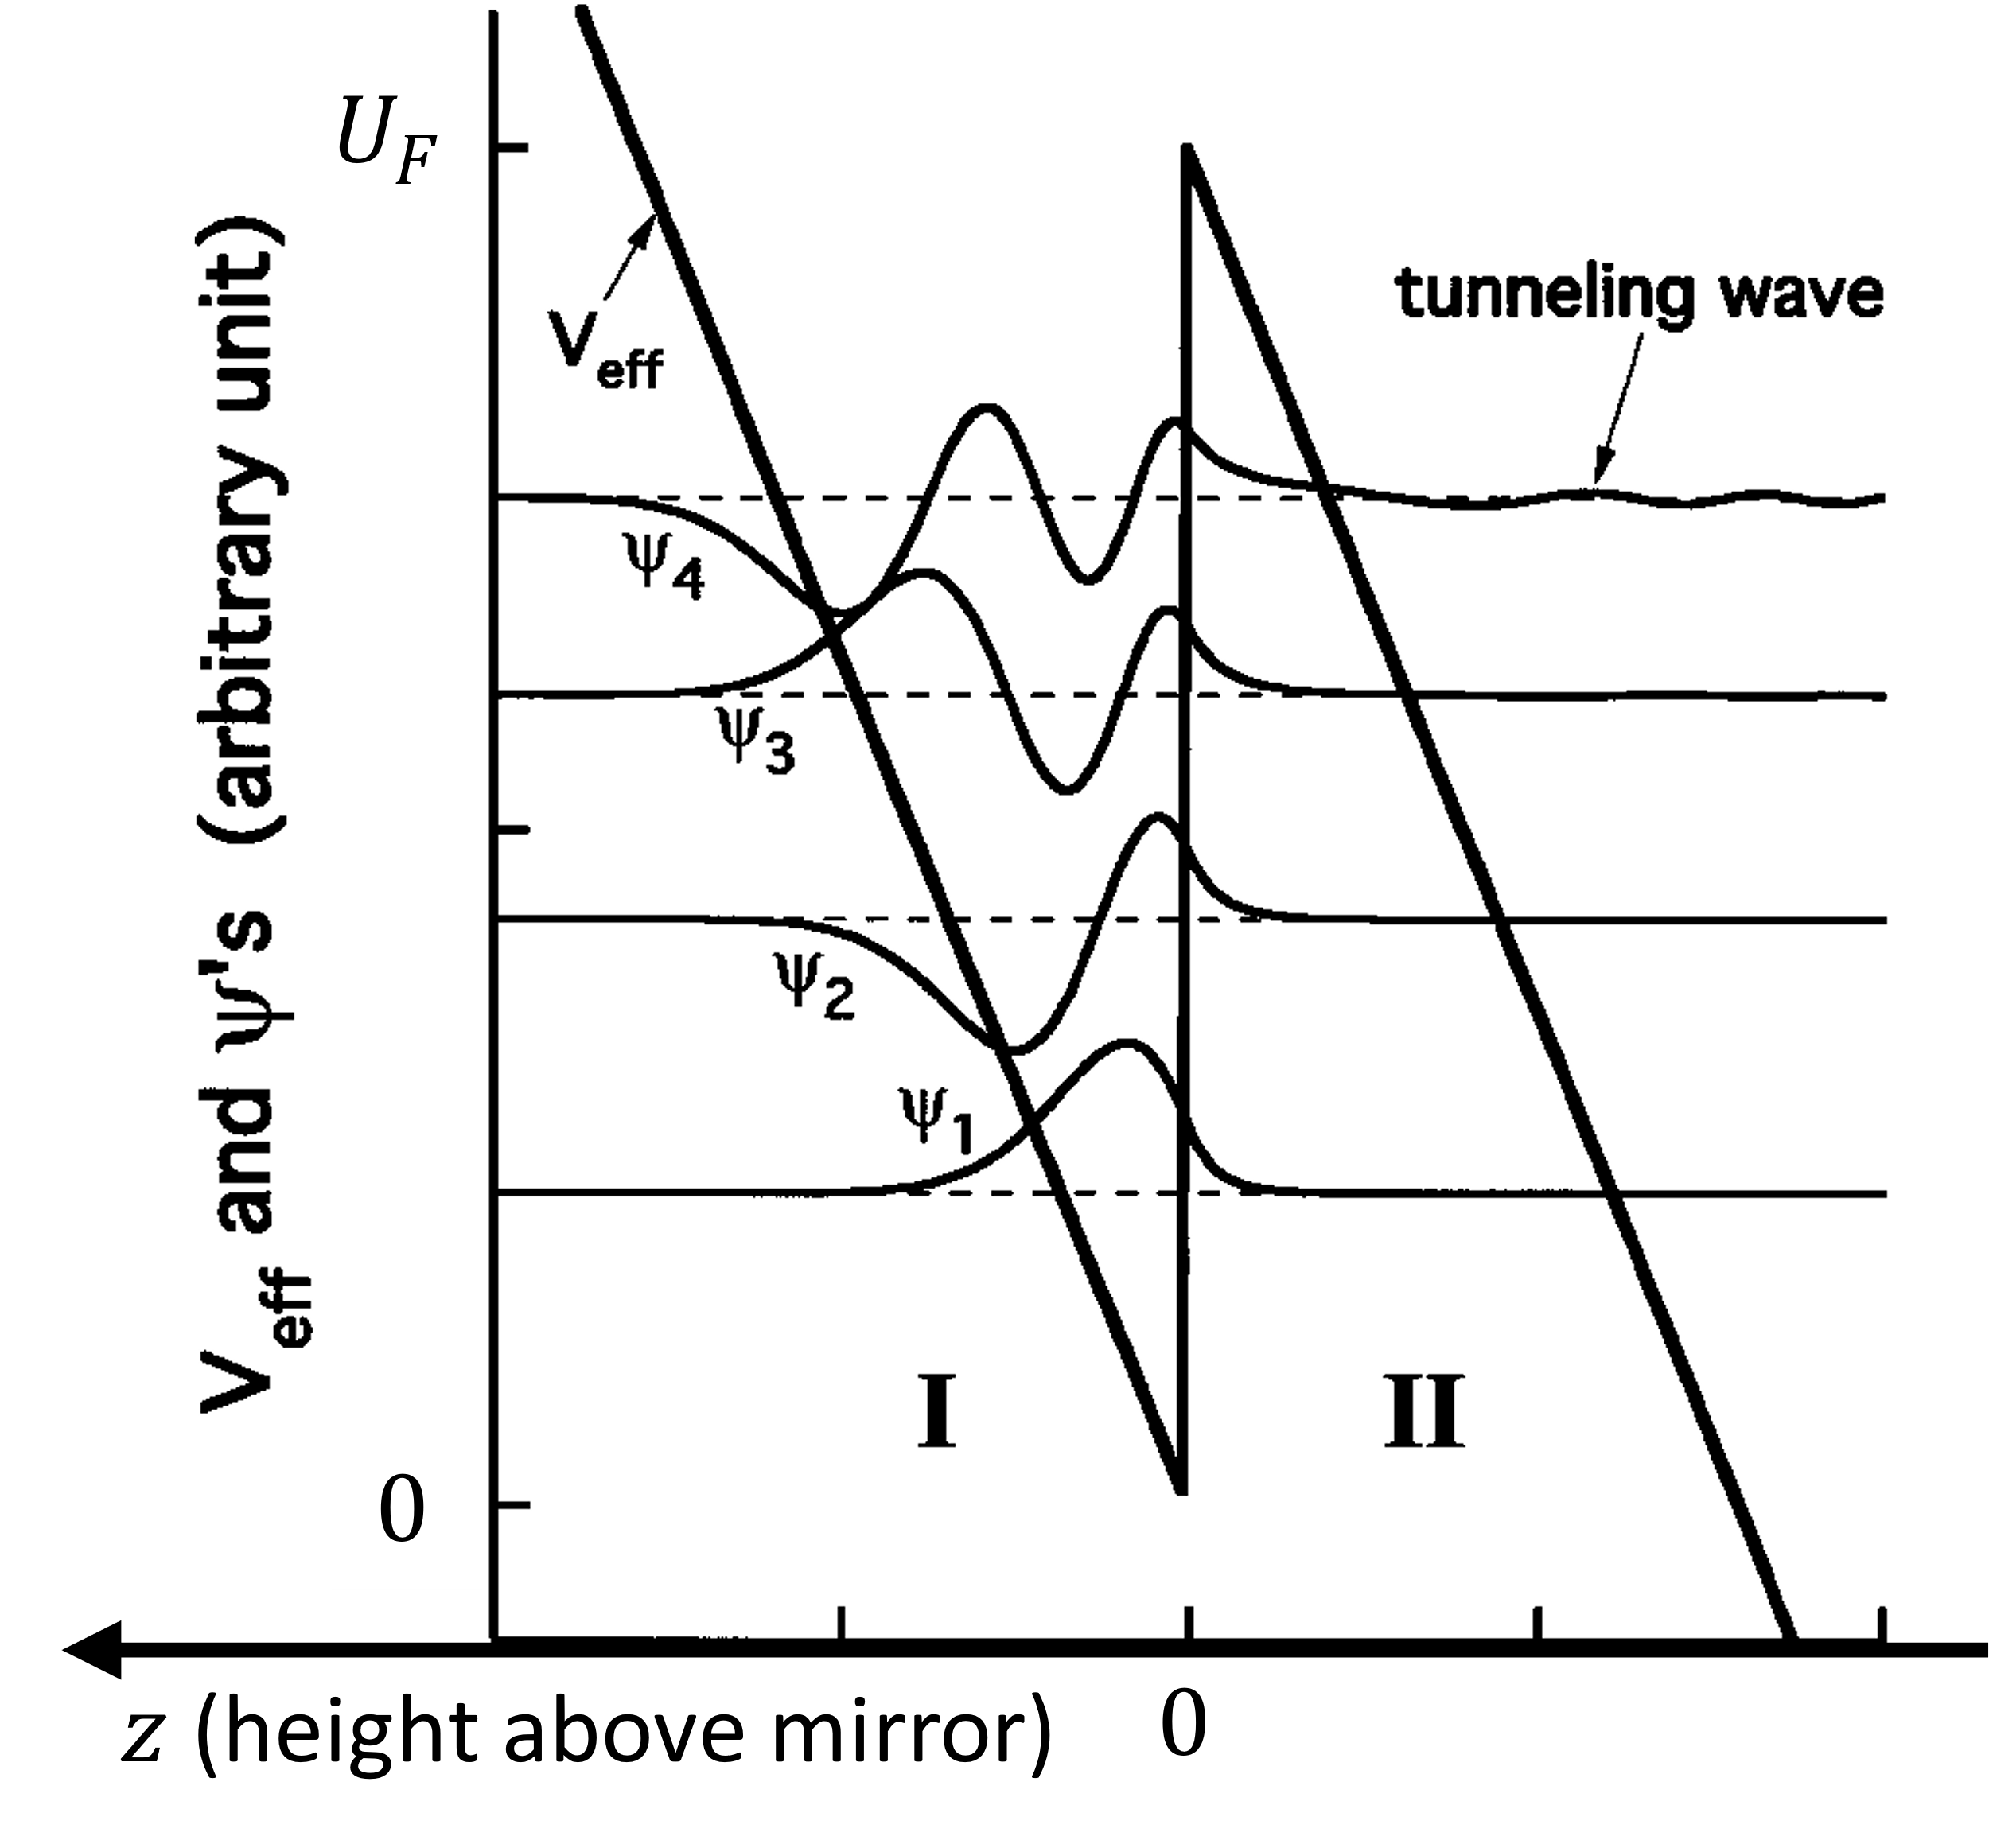 U_F
V_eff
tunneling wave
ψ_4
ψ_3
ψ_2
ψ_1
I
II
0
V_eff and ψ's (arbitrary unit)
z (height above mirror)
0